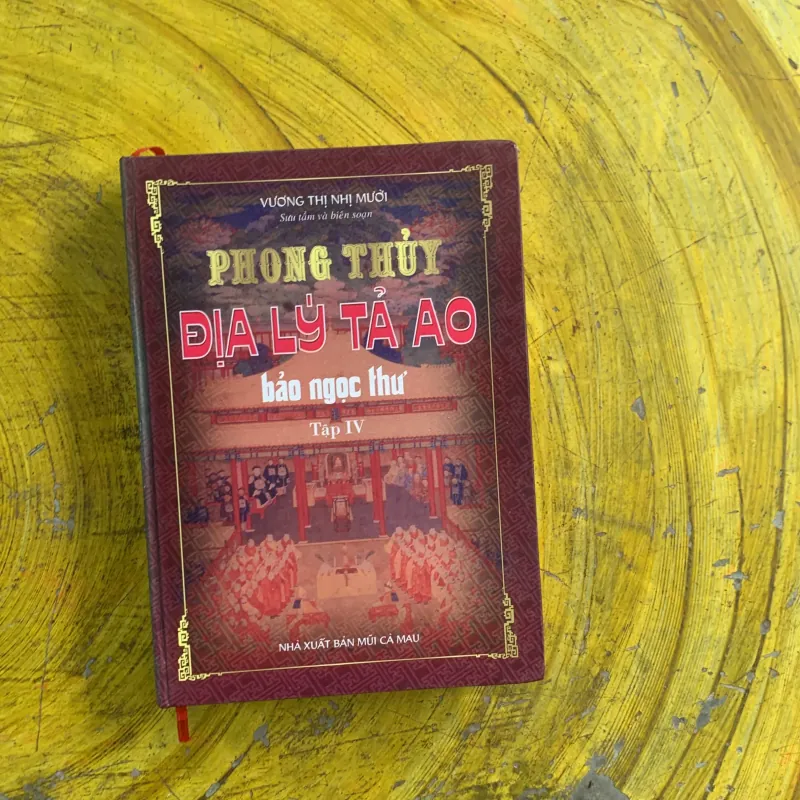 VƯƠNG THỊ NHỊ MƯỜI
Sưu tầm và biên soạn
PHONG THỦY
ĐỊA LÝ TẢ AO
bảo ngọc thư
Tập IV
NHÀ XUẤT BẢN MŨI CÀ MAU